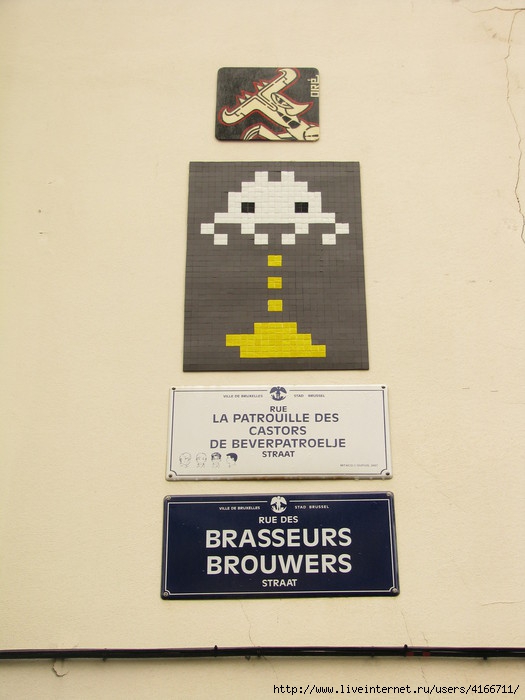 ORÉ
VILLE DE BRUXELLES STAD BRUSSEL
RUE
LA PATROUILLE DES
CASTORS
DE BEVERPATROELJE
STRAAT
VILLE DE BRUXELLES STAD BRUSSEL
RUE DES
BRASSEURS
BROUWERS
STRAAT
http://www.liveinternet.ru/users/4166711/